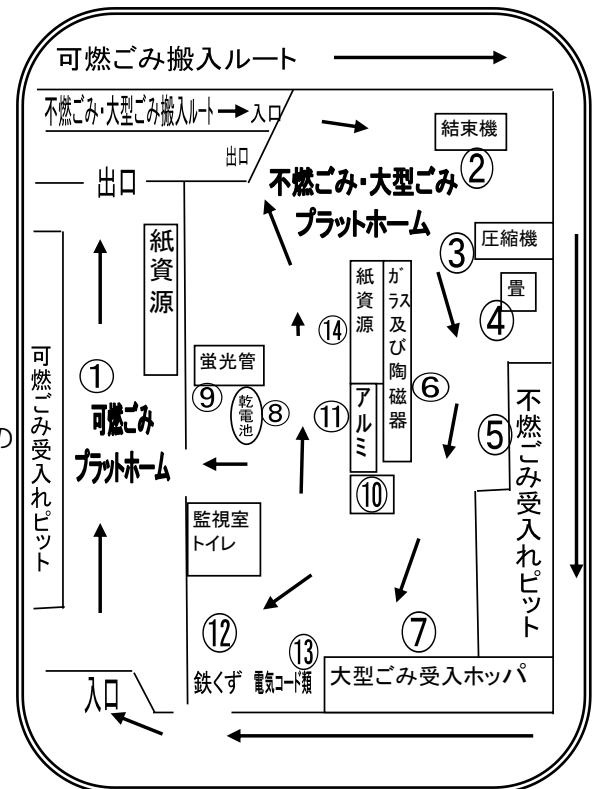 可燃ごみ搬入ルート
不燃ごみ・大型ごみ搬入ルート
入口
出口
出口
不燃ごみ・大型ごみ
プラットホーム
結束機
②
③
圧縮機
畳
④
紙資源
紙資源
⑭
ガラス及び陶磁器
⑥
蛍光管
⑨
乾電池
⑧
⑪
アルミ
⑩
①
可燃ごみ
プラットホーム
可燃ごみ受入れピット
の
⑤
不燃ごみ受入れピット
監視室
トイレ
⑫
鉄くず
⑬
電気コード類
⑦
大型ごみ受入ホッパ
入口